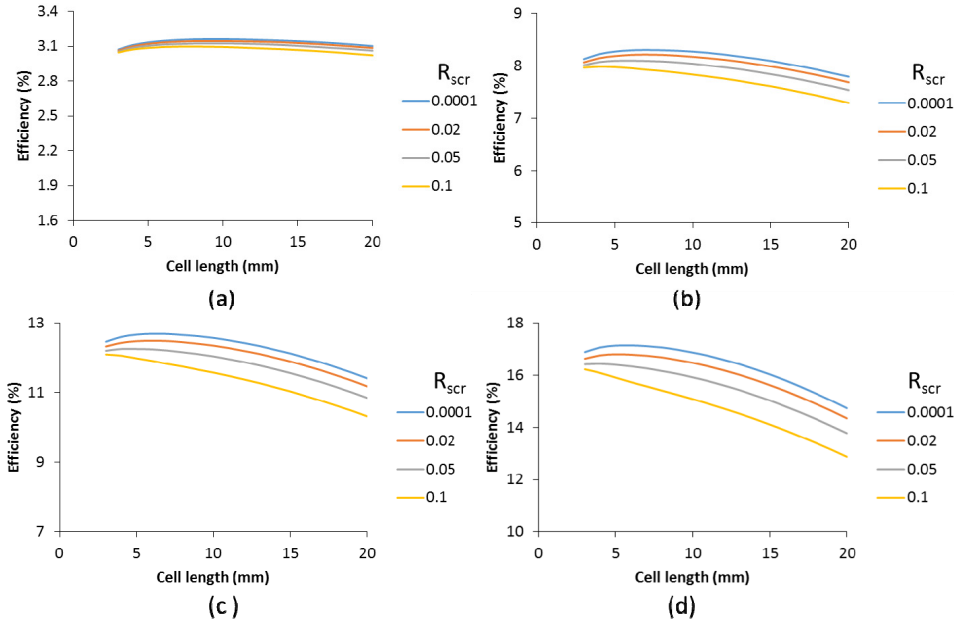 3.4
3.1
2.8
2.5
2.2
1.9
1.6
Efficiency (%)
0 5 10 15 20
Cell length (mm)
R_scr
0.0001
0.02
0.05
0.1
(a)
9
8
7
6
5
Efficiency (%)
0 5 10 15 20
Cell length (mm)
R_scr
0.0001
0.02
0.05
0.1
(b)
13
11
9
7
Efficiency (%)
0 5 10 15 20
Cell length (mm)
R_scr
0.0001
0.02
0.05
0.1
(c )
18
16
14
12
10
Efficiency (%)
0 5 10 15 20
Cell length (mm)
R_scr
0.0001
0.02
0.05
0.1
(d)